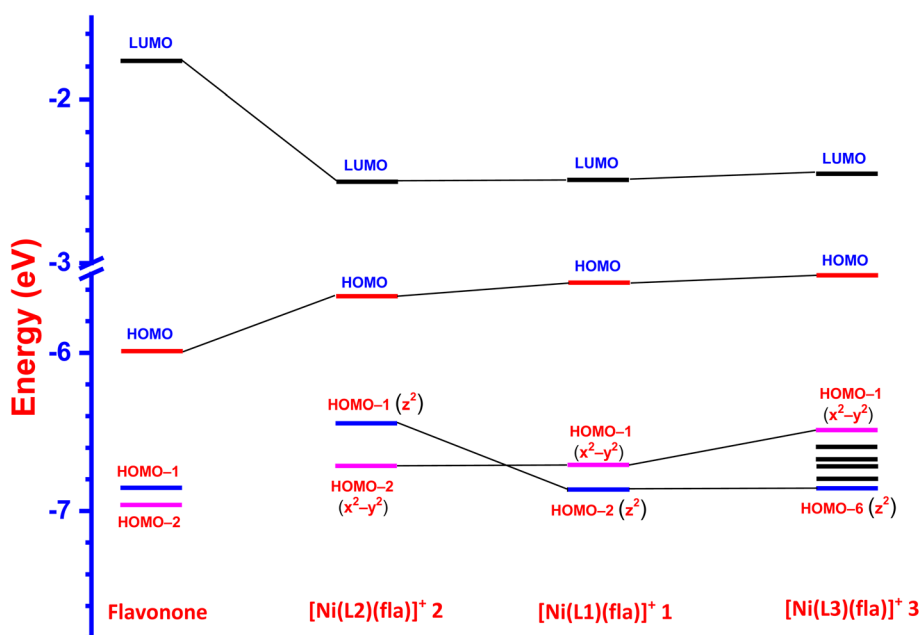 Energy (eV)
-2
-3
-6
-7
LUMO
HOMO
HOMO–1
HOMO–2
Flavonone
LUMO
HOMO
HOMO–1 (z²)
HOMO–2
(x²–y²)
[Ni(L2)(fla)]⁺ 2
LUMO
HOMO
HOMO–1
(x²–y²)
HOMO–2 (z²)
[Ni(L1)(fla)]⁺ 1
LUMO
HOMO
HOMO–1
(x²–y²)
HOMO–6 (z²)
[Ni(L3)(fla)]⁺ 3